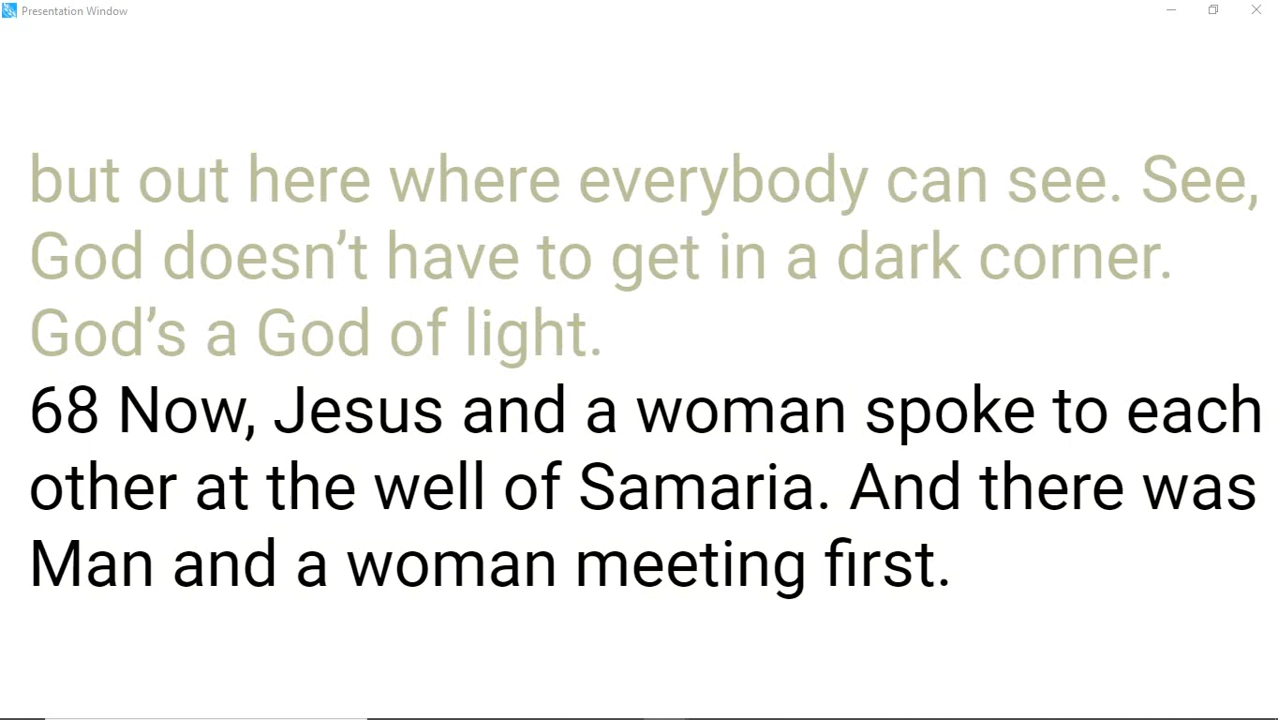 Presentation Window
but out here where everybody can see. See,
God doesn’t have to get in a dark corner.
God’s a God of light.
68 Now, Jesus and a woman spoke to each
other at the well of Samaria. And there was
Man and a woman meeting first.